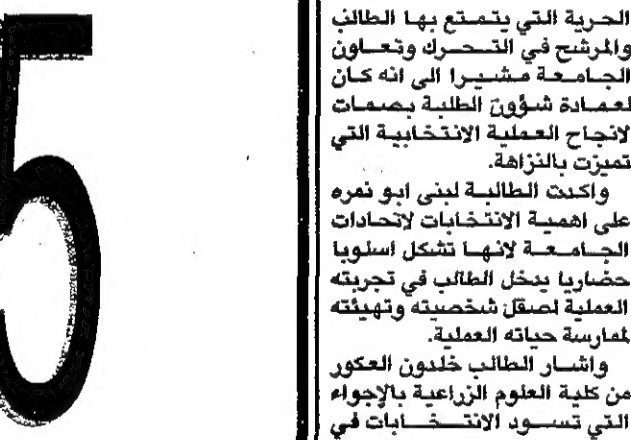 الحرية التي يتمتع بها الطالب
والمرشح في التحرك وتعاون
الجامعة مشيرا الى انه كان
لعمادة شؤون الطلبة بصمات
لانجاح العملية الانتخابية التي
تميزت بالنزاهة.
واكدت الطالبة لبنى ابو نمره
على اهمية الانتخابات لاتحادات
الجامعة لانها تشكل اسلوبا
حضاريا يدخل الطالب في تجربته
العملية لصقل شخصيته وتهيئته
لممارسة حياته العملية.
واشار الطالب خلدون العكور
من كلية العلوم الزراعية بالاجواء
التي تسود الانتخابات في
5